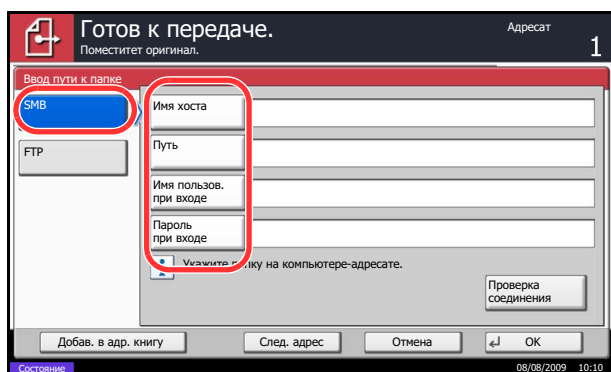 Готов к передаче.
Поместитет оригинал.
Адресат
1
Ввод пути к папке
SMB
FTP
Имя хоста
Путь
Имя пользов.
при входе
Пароль
при входе
Укажите папку на компьютере-адресате.
Проверка
соединения
Добав. в адр. книгу
След. адрес
Отмена
OK
Состояние
08/08/2009 10:10